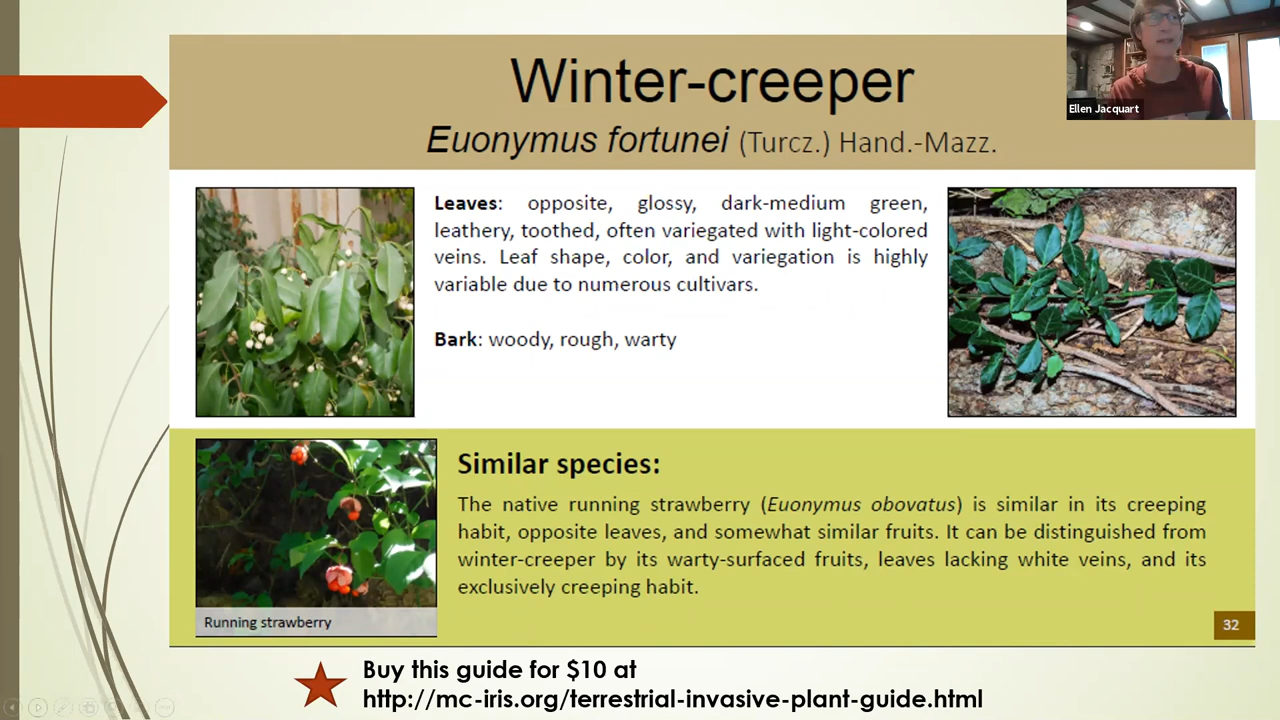 Winter-creeper
Euonymus fortunei (Turcz.) Hand.-Mazz.
Ellen Jacquart
Leaves: opposite, glossy, dark-medium green,
leathery, toothed, often variegated with light-colored
veins. Leaf shape, color, and variegation is highly
variable due to numerous cultivars.
Bark: woody, rough, warty
Similar species:
The native running strawberry (Euonymus obovatus) is similar in its creeping
habit, opposite leaves, and somewhat similar fruits. It can be distinguished from
winter-creeper by its warty-surfaced fruits, leaves lacking white veins, and its
exclusively creeping habit.
Running strawberry
32
Buy this guide for $10 at
http://mc-iris.org/terrestrial-invasive-plant-guide.html